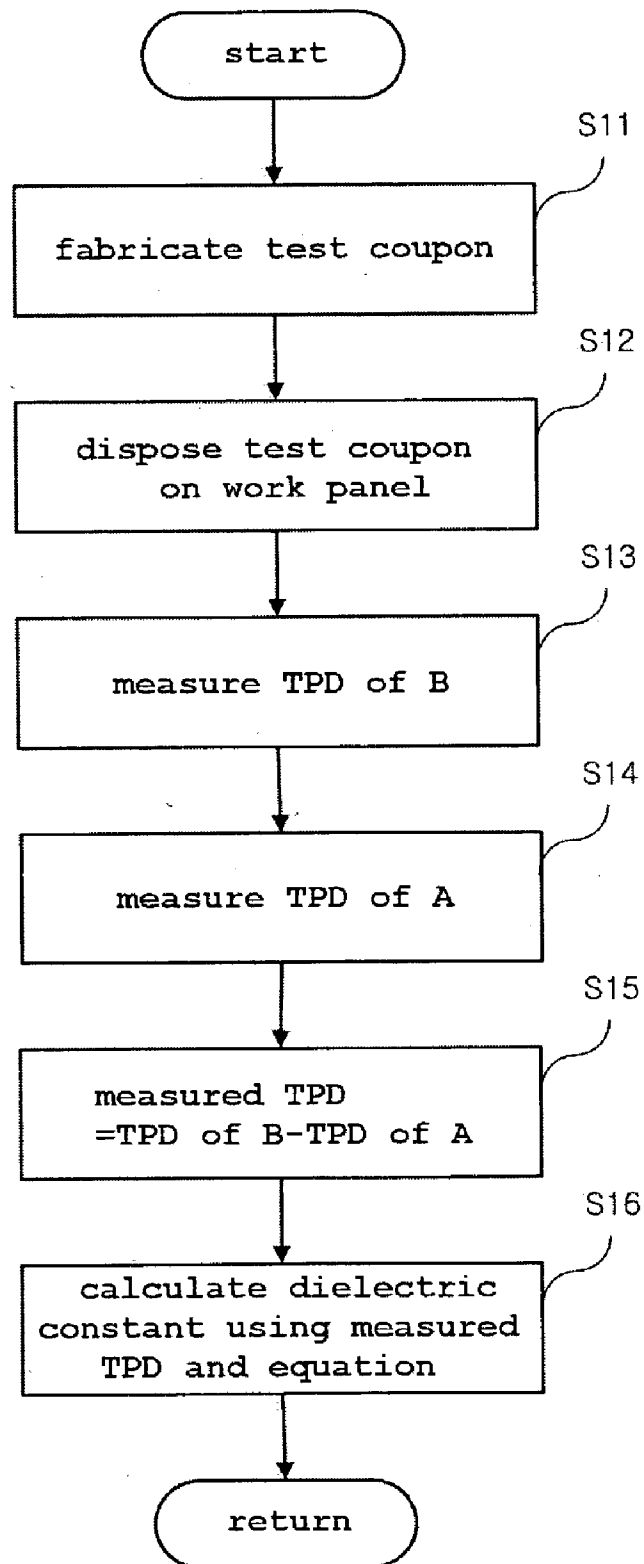 start
S11
fabricate test coupon
S12
dispose test coupon
on work panel
S13
measure TPD of B
S14
measure TPD of A
S15
measured TPD
=TPD of B-TPD of A
S16
calculate dielectric
constant using measured
TPD and equation
return